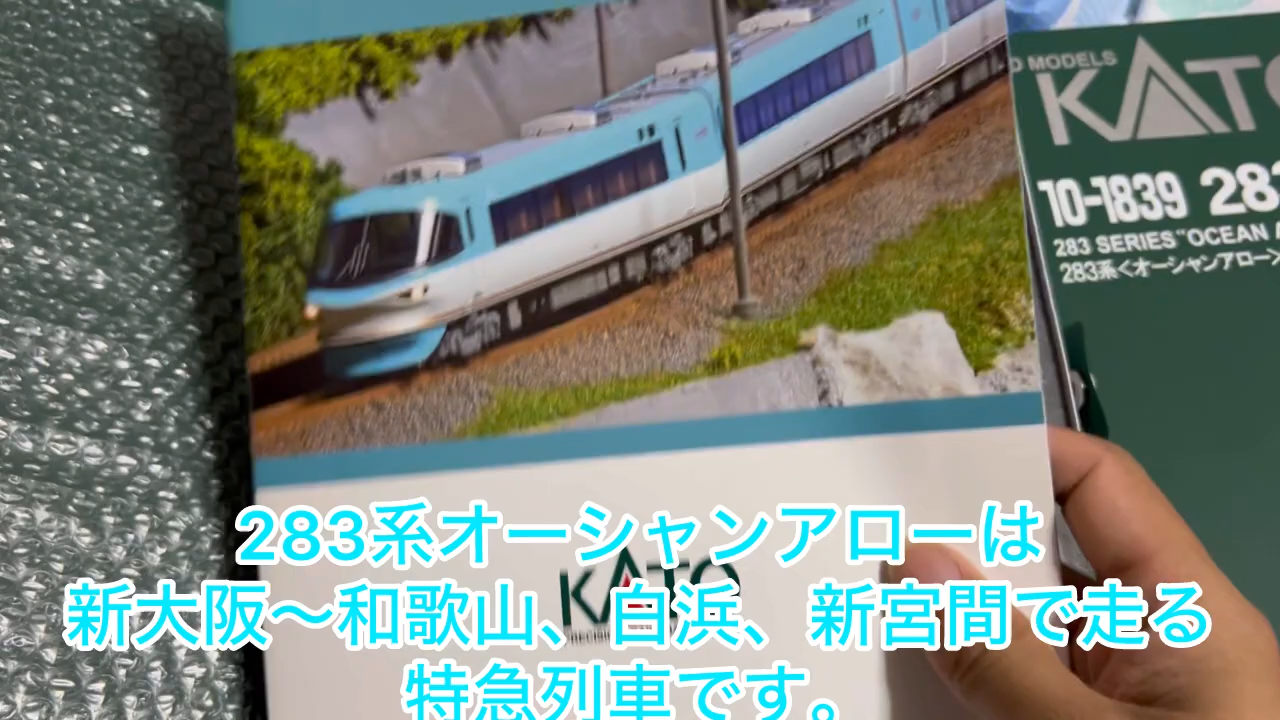 KATO
10-1839 283
283 SERIES "OCEAN A
283系<オーシャンアロー>
283系オーシャンアローは
KATO
新大阪〜和歌山、白浜、新宮間で走る
特急列車です。